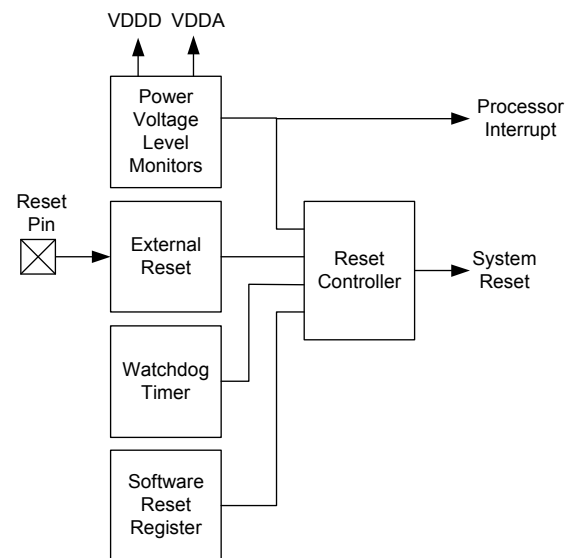 VDDD VDDA
Power
Voltage
Level
Monitors
Processor
Interrupt
Reset
Pin
External
Reset
Reset
Controller
System
Reset
Watchdog
Timer
Software
Reset
Register